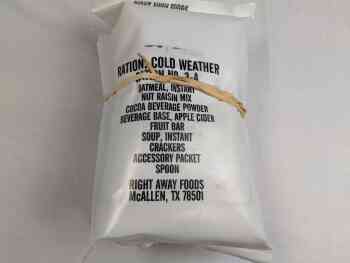 RATION, COLD WEATHER
NO. 3-A
OATMEAL, INSTANT
NUT RAISIN MIX
COCOA BEVERAGE POWDER
BEVERAGE BASE, APPLE CIDER
FRUIT BAR
SOUP, INSTANT
CRACKERS
ACCESSORY PACKET
SPOON
RIGHT AWAY FOODS
McALLEN, TX 78501